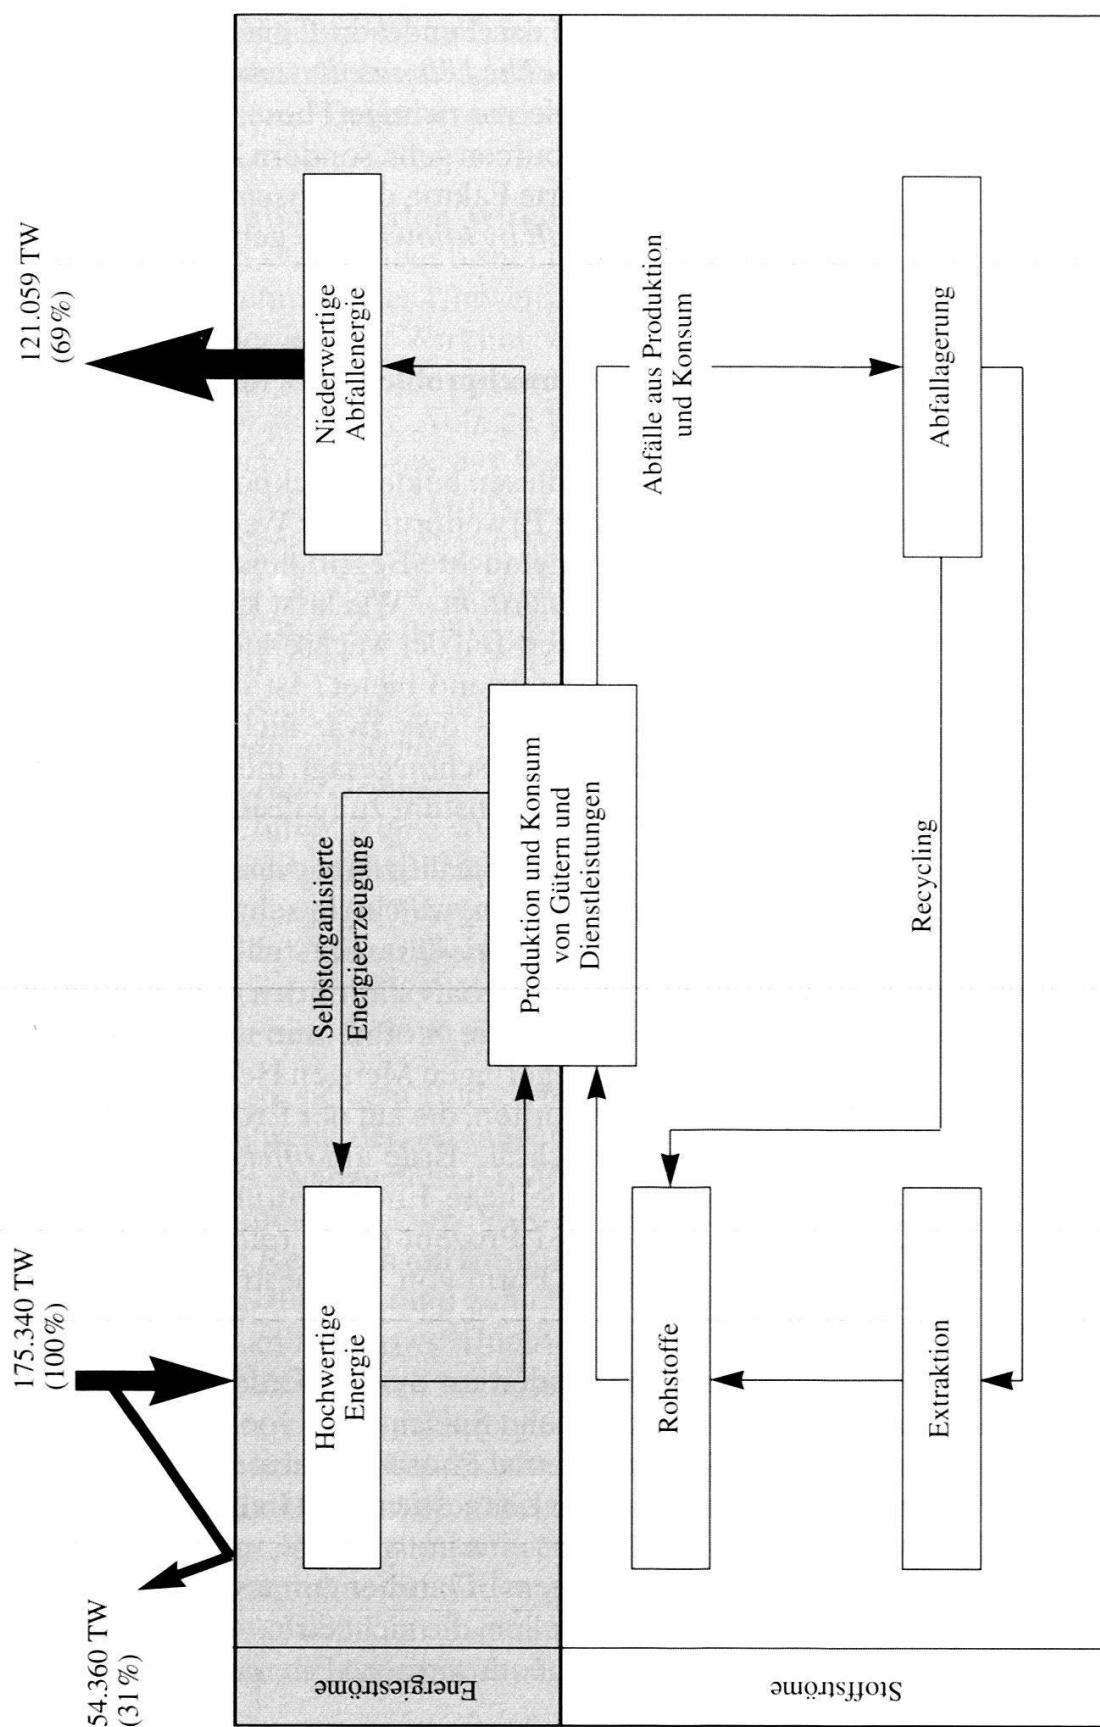 54.360 TW
(31%)
175.340 TW
(100%)
121.059 TW
(69%)
Energieströme
Hochwertige
Energie
Selbstorganisierte
Energieerzeugung
Niederwertige
Abfallenergie
Produktion und Konsum
von Gütern und
Dienstleistungen
Stoffströme
Rohstoffe
Abfälle aus Produktion
und Konsum
Recycling
Extraktion
Abfallagerung